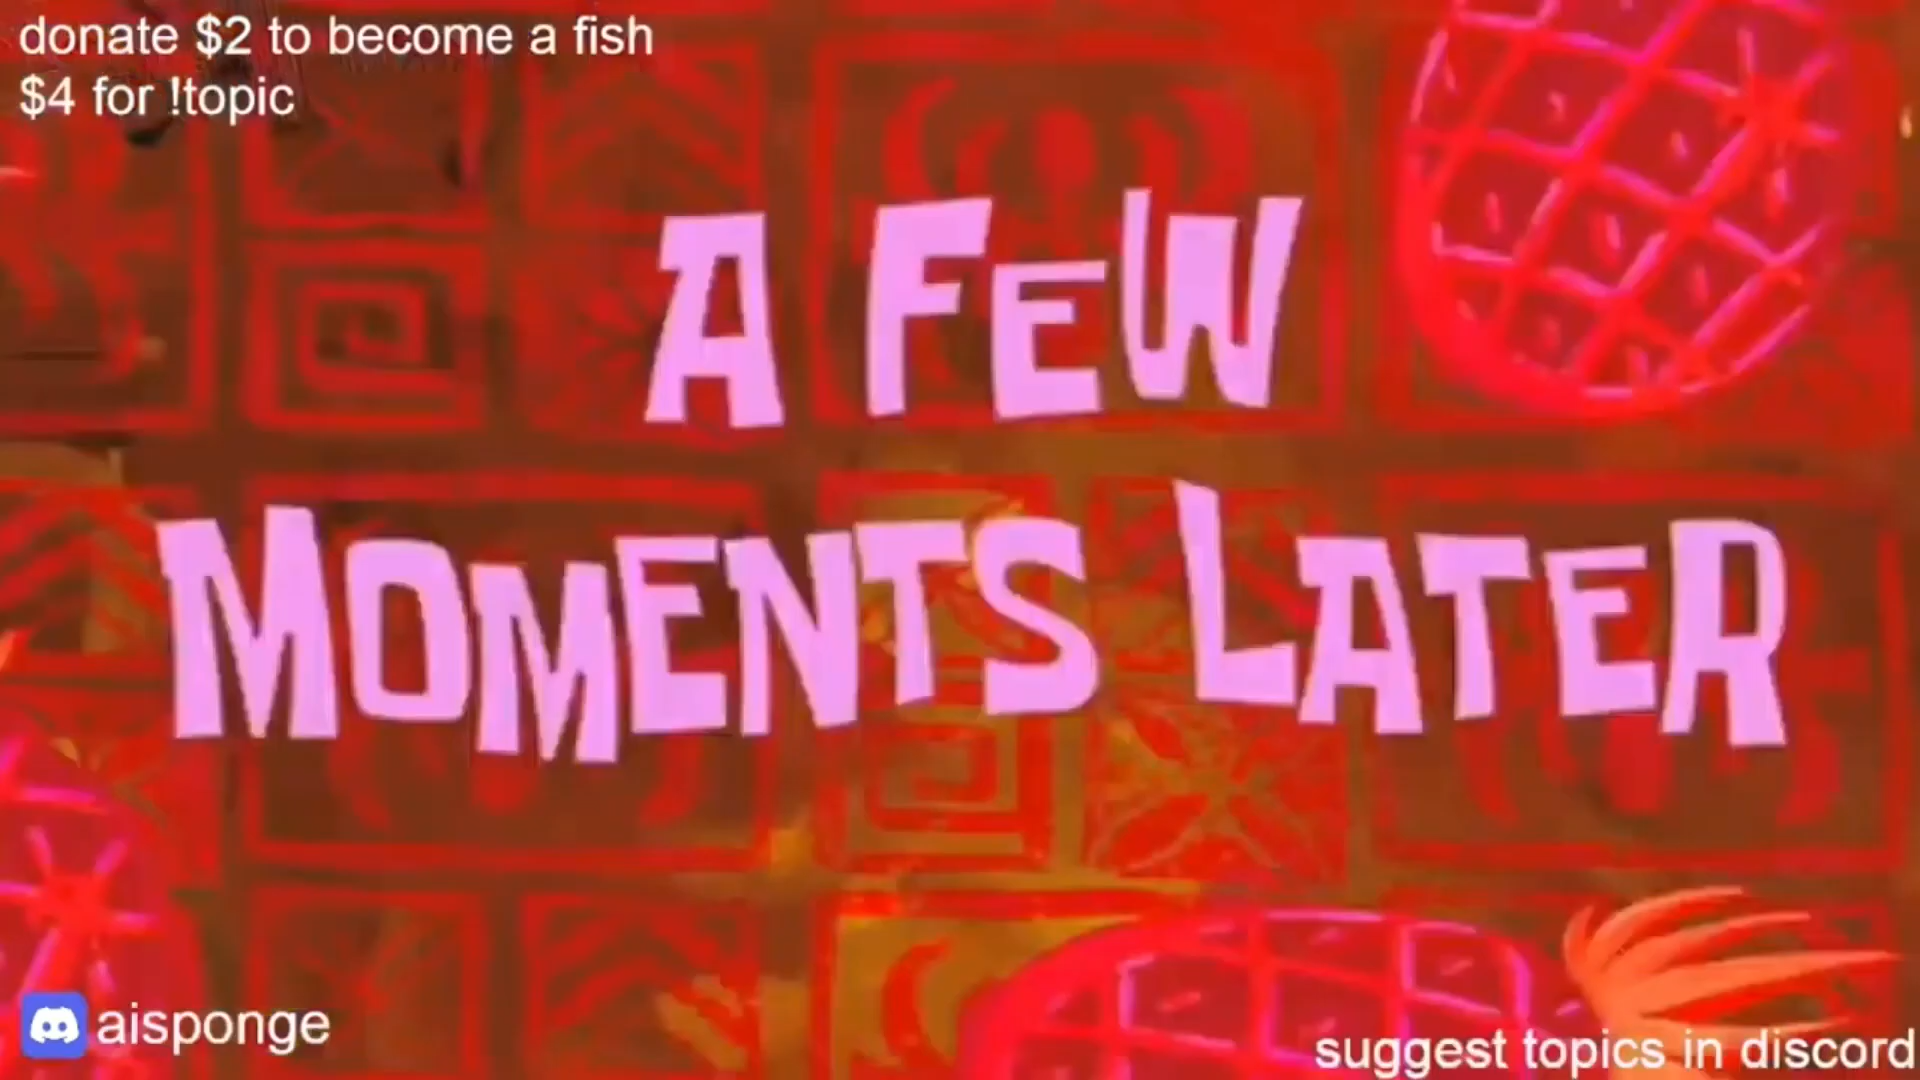 donate $2 to become a fish
$4 for !topic
A FEW
MOMENTS LATER
aisponge
suggest topics in discord